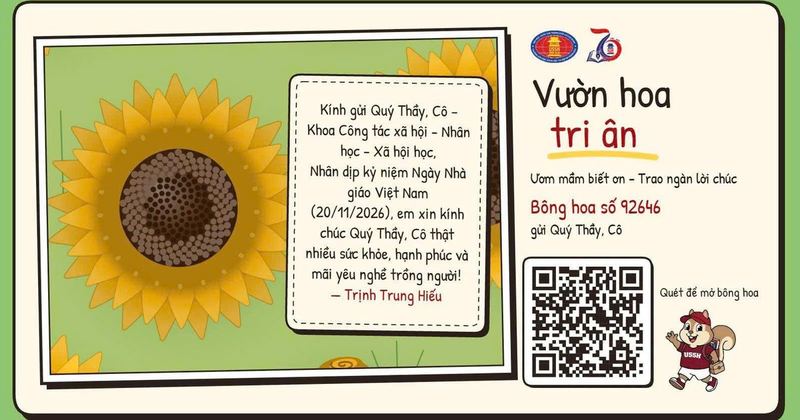 Kính gửi Quý Thầy, Cô –
Khoa Công tác xã hội - Nhân
học - Xã hội học,
Nhân dịp kỷ niệm Ngày Nhà
giáo Việt Nam
(20/11/2026), em xin kính
chúc Quý Thầy, Cô thật
nhiều sức khỏe, hạnh phúc và
mãi yêu nghề trồng người!
— Trịnh Trung Hiếu
70
Vườn hoa
tri ân
Ươm mầm biết ơn - Trao ngàn lời chúc
Bông hoa số 92646
gửi Quý Thầy, Cô
Quét để mở bông hoa
USSH